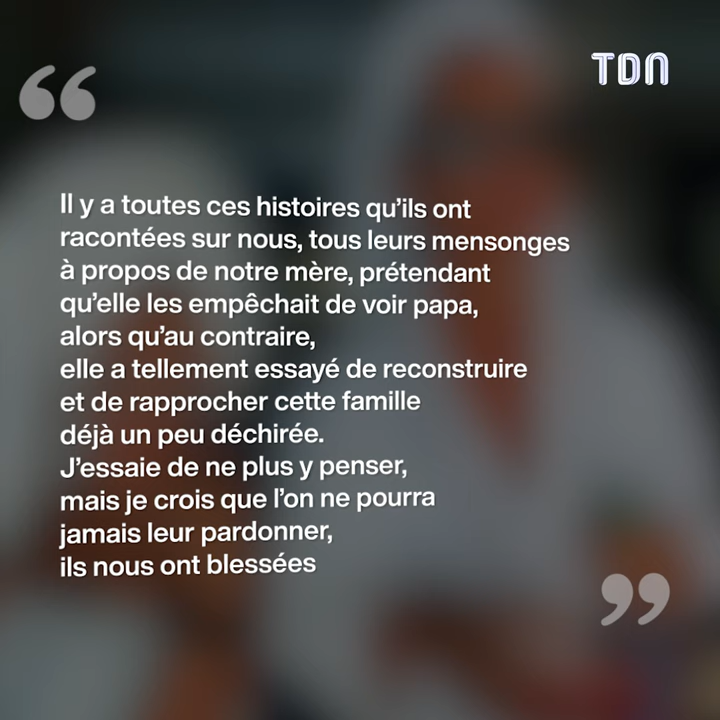 TDN
“
Il y a toutes ces histoires qu’ils ont
racontées sur nous, tous leurs mensonges
à propos de notre mère, prétendant
qu’elle les empêchait de voir papa,
alors qu’au contraire,
elle a tellement essayé de reconstruire
et de rapprocher cette famille
déjà un peu déchirée.
J’essaie de ne plus y penser,
mais je crois que l’on ne pourra
jamais leur pardonner,
ils nous ont blessées
”